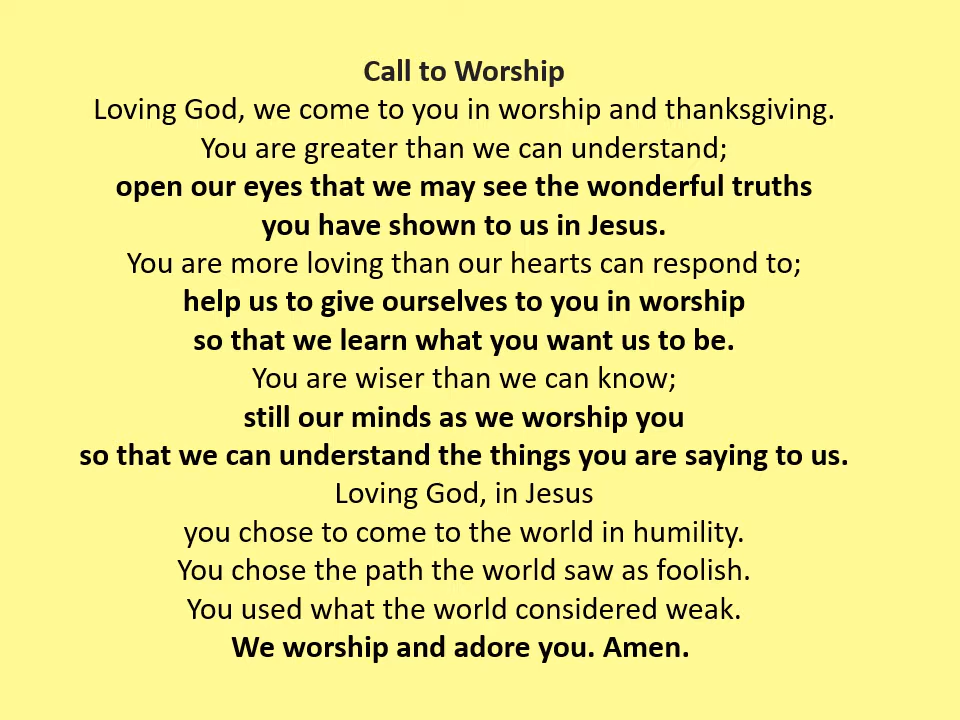 Call to Worship
Loving God, we come to you in worship and thanksgiving.
You are greater than we can understand;
open our eyes that we may see the wonderful truths
you have shown to us in Jesus.
You are more loving than our hearts can respond to;
help us to give ourselves to you in worship
so that we learn what you want us to be.
You are wiser than we can know;
still our minds as we worship you
so that we can understand the things you are saying to us.
Loving God, in Jesus
you chose to come to the world in humility.
You chose the path the world saw as foolish.
You used what the world considered weak.
We worship and adore you. Amen.